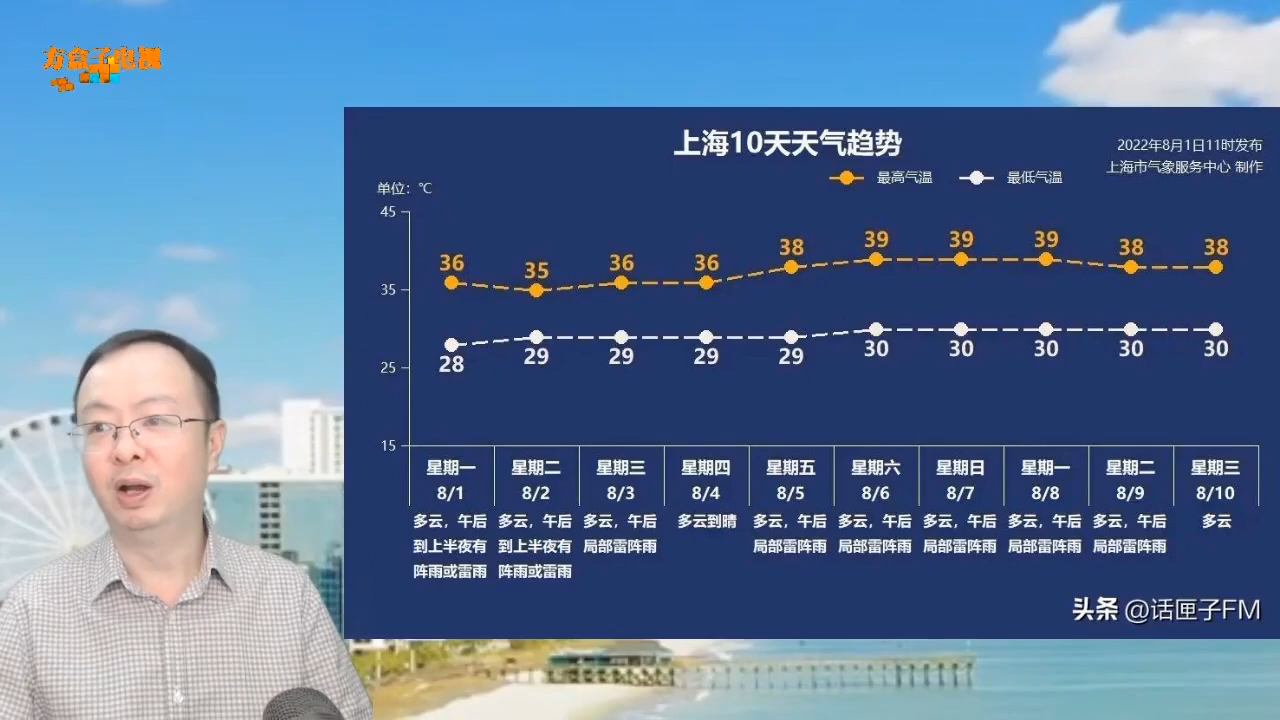 方盒子电视
上海10天天气趋势
2022年8月1日11时发布
上海市气象服务中心 制作
最高气温 最低气温
单位：℃
45
35
25
15
36 35 36 36 38 39 39 39 38 38
28 29 29 29 29 30 30 30 30 30
星期一 星期二 星期三 星期四 星期五 星期六 星期日 星期一 星期二 星期三
8/1 8/2 8/3 8/4 8/5 8/6 8/7 8/8 8/9 8/10
多云，午后 多云，午后 多云，午后 多云到晴 多云，午后 多云，午后 多云，午后 多云，午后 多云，午后 多云
到上半夜有 到上半夜有 局部雷阵雨 局部雷阵雨 局部雷阵雨 局部雷阵雨 局部雷阵雨 局部雷阵雨
阵雨或雷雨 阵雨或雷雨
头条 @话匣子FM